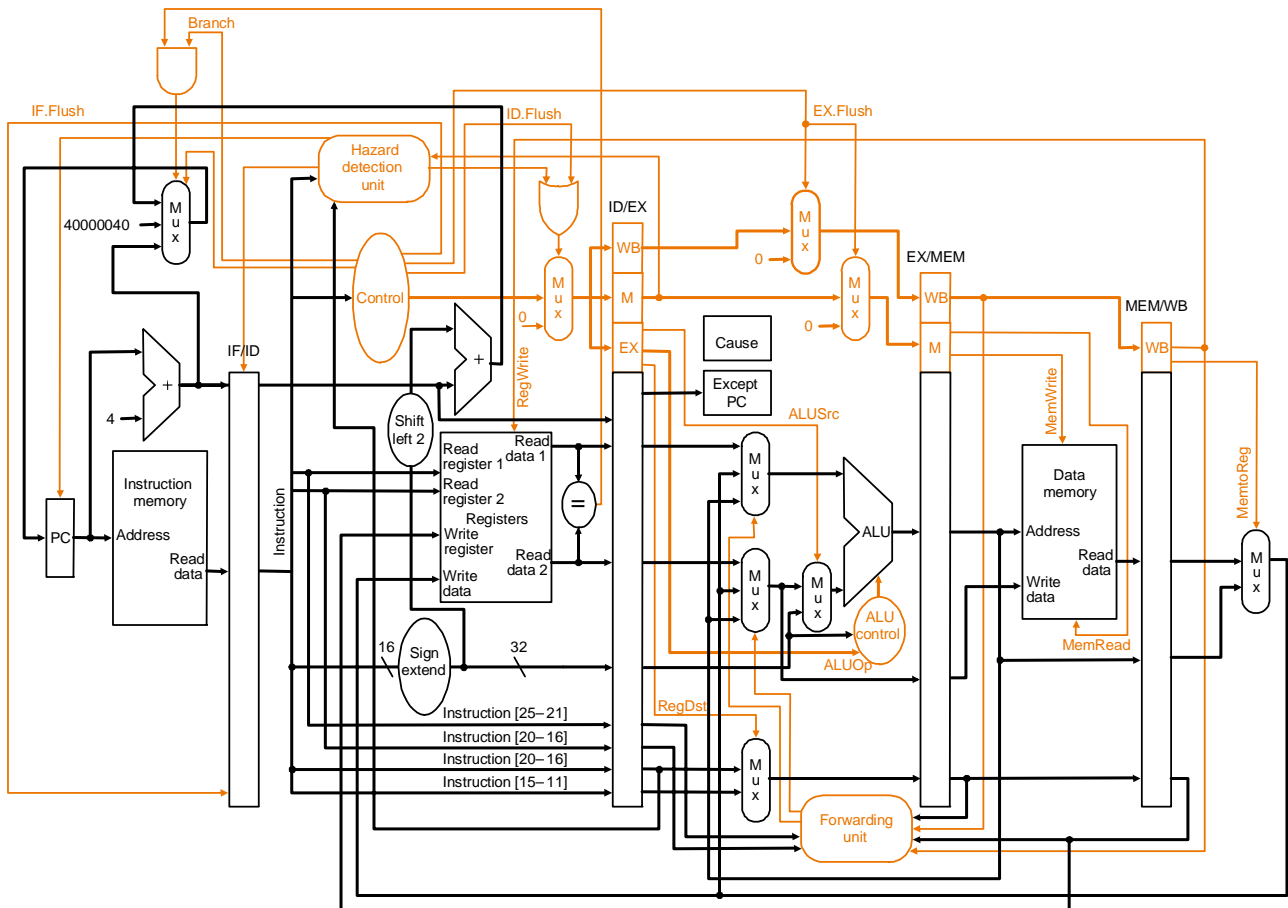 Branch
IF.Flush
ID.Flush
EX.Flush
Hazard
detection
unit
M
u
x
40000040
ID/EX
WB
M
u
x
0
EX/MEM
Control
M
u
x
0
M
M
u
x
0
WB
MEM/WB
IF/ID
+
EX
Cause
M
WB
RegWrite
+
4
Shift
left 2
Except
PC
ALUSrc
MemWrite
MemtoReg
Instruction
memory
Address
Read
data
PC
Instruction
Read
register 1
Read
register 2
Registers
Write
register
Write
data
Read
data 1
Read
data 2
=
M
u
x
M
u
x
M
u
x
ALU
ALU
control
ALUOp
Data
memory
Address
Read
data
Write
data
MemRead
M
u
x
16
Sign
extend
32
RegDst
Instruction [25–21]
Instruction [20–16]
Instruction [20–16]
Instruction [15–11]
M
u
x
Forwarding
unit